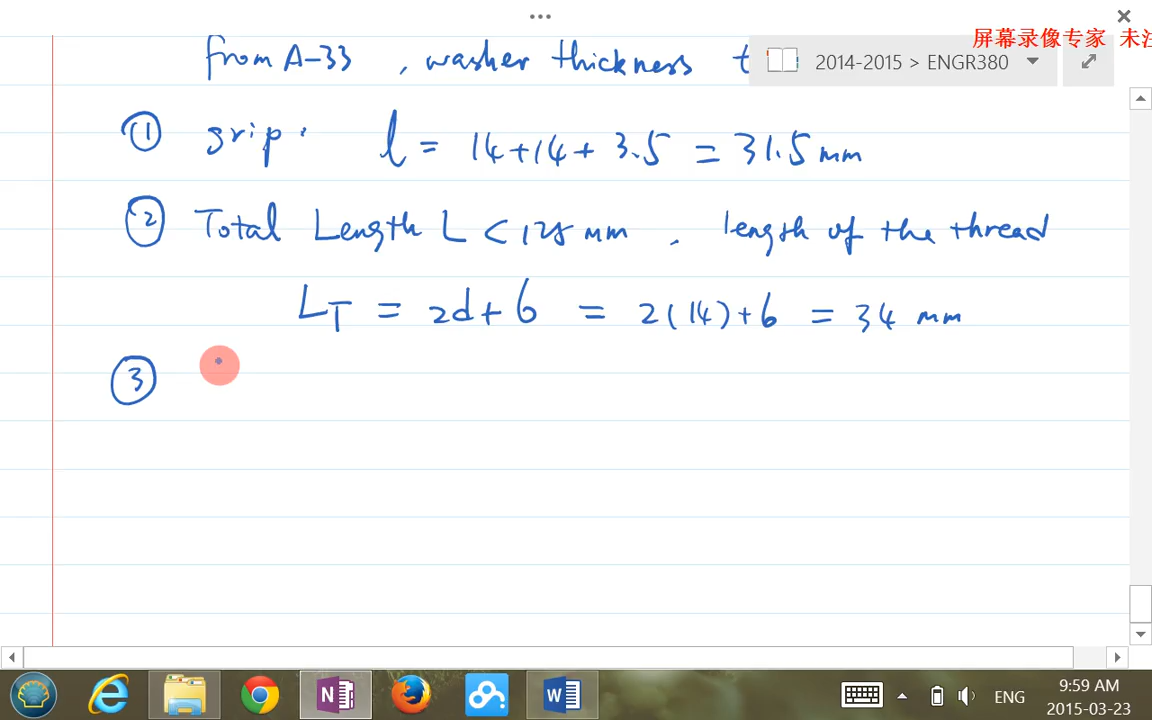 屏幕录像专家 未
from A-33 , washer thickness t
2014-2015 > ENGR380
① grip : l = 14+14+ 3.5 = 31.5 mm
② Total Length L < 125 mm , length of the thread
LT = 2d+ 6 = 2(14)+6 = 34 mm
③
ENG
9:59 AM
2015-03-23